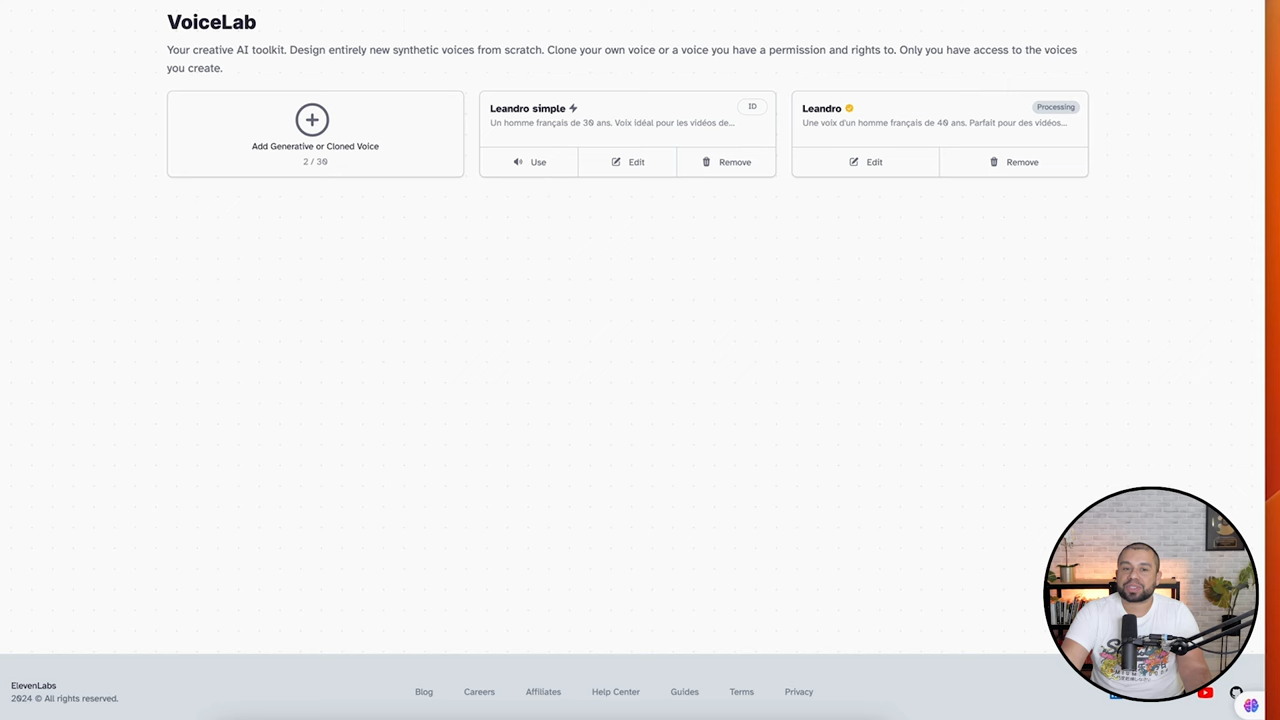 VoiceLab
Your creative AI toolkit. Design entirely new synthetic voices from scratch. Clone your own voice or a voice you have a permission and rights to. Only you have access to the voices
you create.
Add Generative or Cloned Voice
2 / 30
Leandro simple
ID
Un homme français de 30 ans. Voix idéal pour les vidéos de...
Use
Edit
Remove
Leandro
Processing
Une voix d'un homme français de 40 ans. Parfait pour des vidéos...
Edit
Remove
ElevenLabs
2024 © All rights reserved.
Blog
Careers
Affiliates
Help Center
Guides
Terms
Privacy